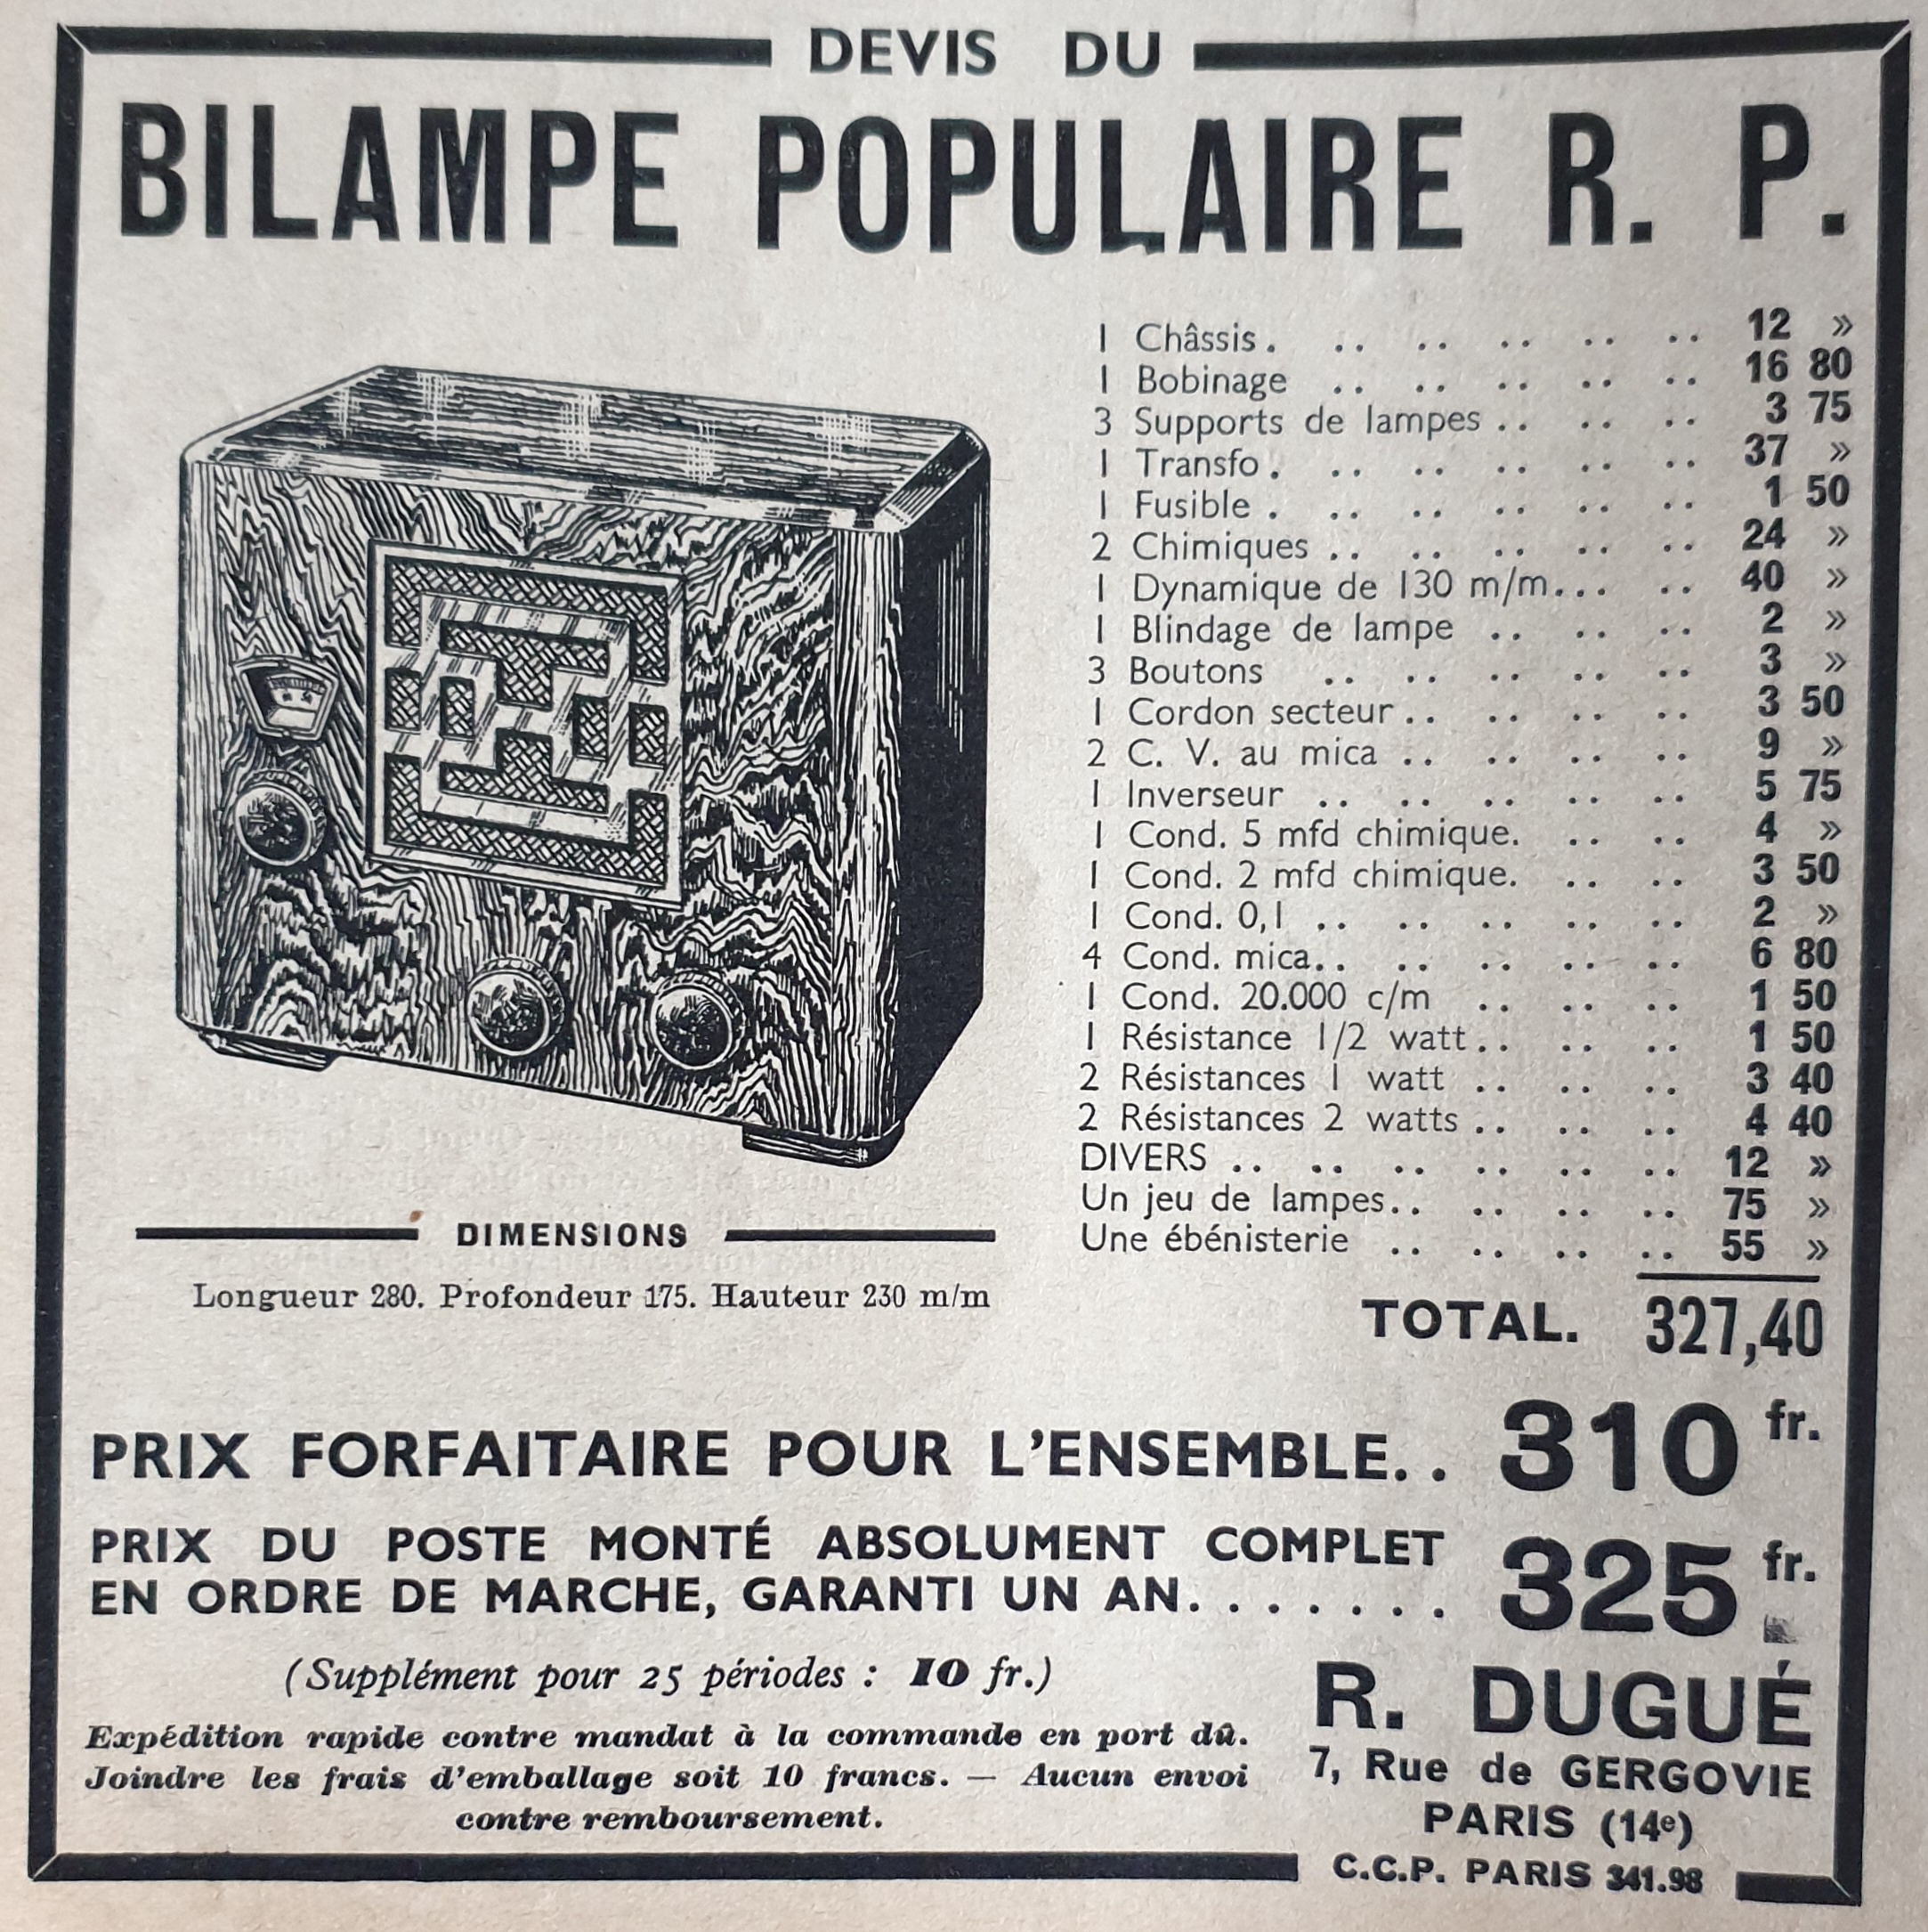 DEVIS DU
BILAMPE POPULAIRE R. P.
1 Châssis. .. .. .. .. .. 12 »
1 Bobinage .. .. .. .. .. 16 80
3 Supports de lampes .. .. .. 3 75
1 Transfo. .. .. .. .. .. 37 »
1 Fusible . .. .. .. .. .. 1 50
2 Chimiques .. .. .. .. .. 24 »
1 Dynamique de 130 m/m... .. 40 »
1 Blindage de lampe .. .. .. 2 »
3 Boutons .. .. .. .. .. 3 »
1 Cordon secteur .. .. .. .. 3 50
2 C. V. au mica .. .. .. .. 9 »
1 Inverseur .. .. .. .. .. 5 75
1 Cond. 5 mfd chimique. .. .. 4 »
1 Cond. 2 mfd chimique. .. .. 3 50
1 Cond. 0,1 .. .. .. .. .. 2 »
4 Cond. mica.. .. .. .. .. 6 80
1 Cond. 20.000 c/m .. .. .. 1 50
1 Résistance 1/2 watt .. .. .. 1 50
2 Résistances 1 watt .. .. .. 3 40
2 Résistances 2 watts .. .. .. 4 40
DIVERS .. .. .. .. .. .. 12 »
Un jeu de lampes.. .. .. .. 75 »
Une ébénisterie .. .. .. .. 55 »
TOTAL. 327,40
DIMENSIONS
Longueur 280. Profondeur 175. Hauteur 230 m/m
PRIX FORFAITAIRE POUR L'ENSEMBLE. . 310 fr.
PRIX DU POSTE MONTÉ ABSOLUMENT COMPLET
EN ORDRE DE MARCHE, GARANTI UN AN. . . . . . . 325 fr.
(Supplément pour 25 périodes : 10 fr.)
Expédition rapide contre mandat à la commande en port dû.
Joindre les frais d'emballage soit 10 francs. — Aucun envoi
contre remboursement.
R. DUGUÉ
7, Rue de GERGOVIE
PARIS (14e)
C.C.P. PARIS 341.98